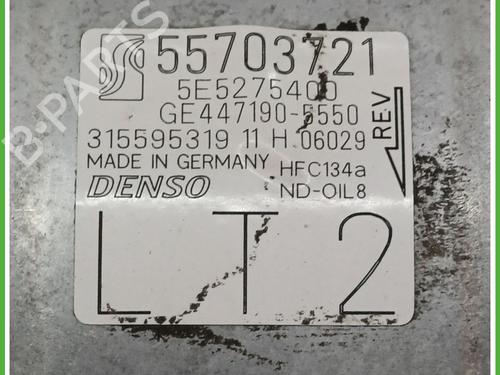 55703721
5E5275400
GE447190-5550
315595319 11 H 06029
REV
MADE IN GERMANY HFC134a
DENSO ND-OIL8
LT2
B-PARTS